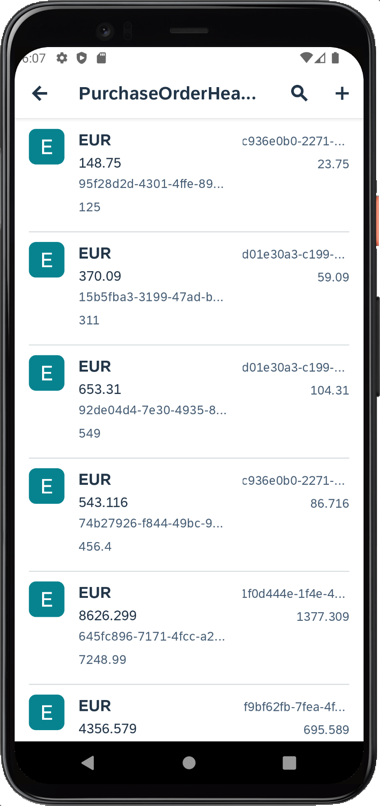 6:07
PurchaseOrderHea...
E
EUR
c936e0b0-2271-...
148.75
23.75
95f28d2d-4301-4ffe-89...
125
E
EUR
d01e30a3-c199-...
370.09
59.09
15b5fba3-3199-47ad-b...
311
E
EUR
d01e30a3-c199-...
653.31
104.31
92de04d4-7e30-4935-8...
549
E
EUR
c936e0b0-2271-...
543.116
86.716
74b27926-f844-49bc-9...
456.4
E
EUR
1f0d444e-1f4e-4...
8626.299
1377.309
645fc896-7171-4fcc-a2...
7248.99
E
EUR
f9bf62fb-7fea-4f...
4356.579
695.589